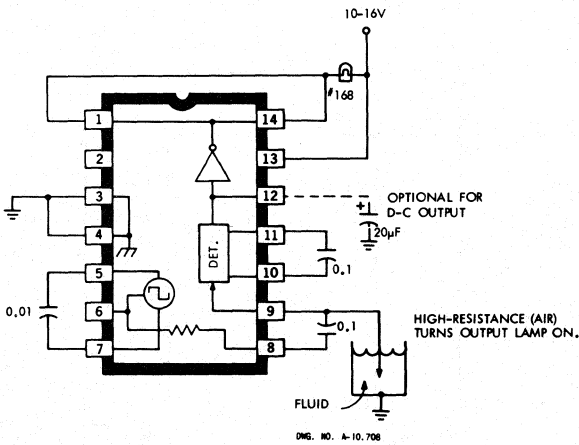 10-16V
#168
1
14
2
13
3
12
OPTIONAL FOR
D-C OUTPUT
+
20µF
4
11
DET.
0.1
5
10
0.01
6
9
HIGH-RESISTANCE (AIR)
TURNS OUTPUT LAMP ON.
0.1
7
8
FLUID
DWG. NO. A-10,708